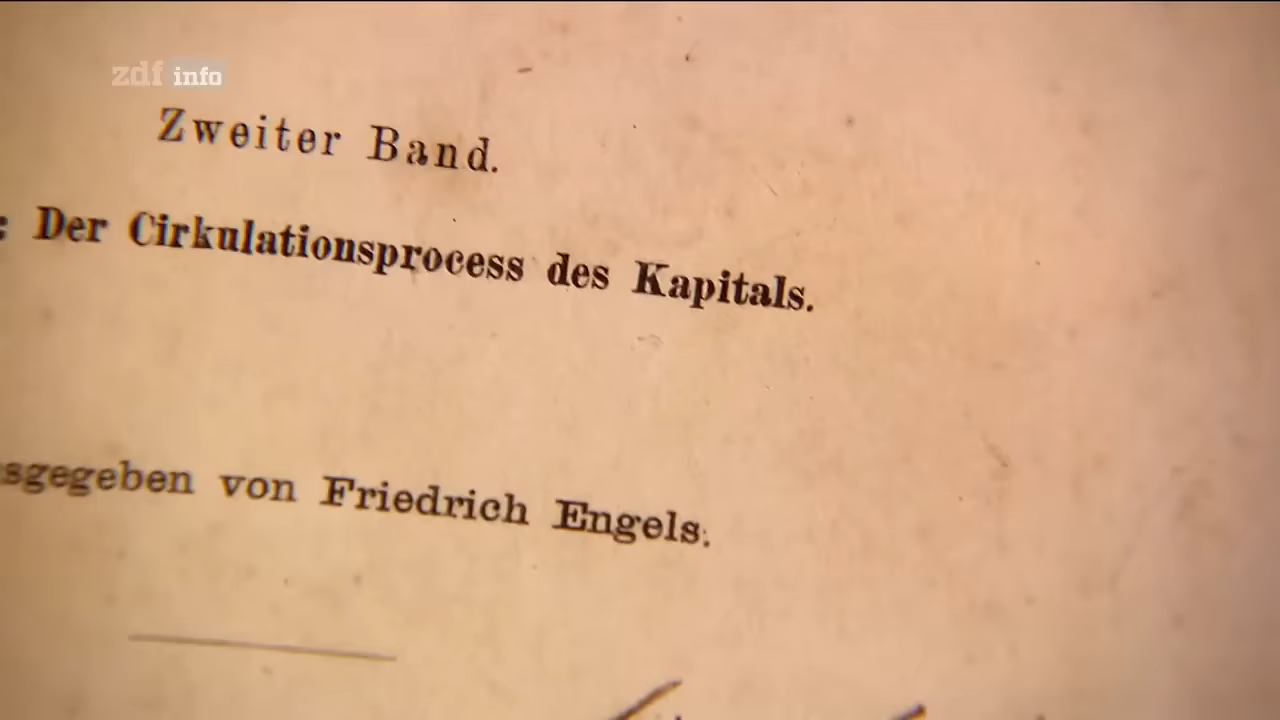 zdf info
Zweiter Band.
: Der Cirkulationsprocess des Kapitals.
sgegeben von Friedrich Engels.